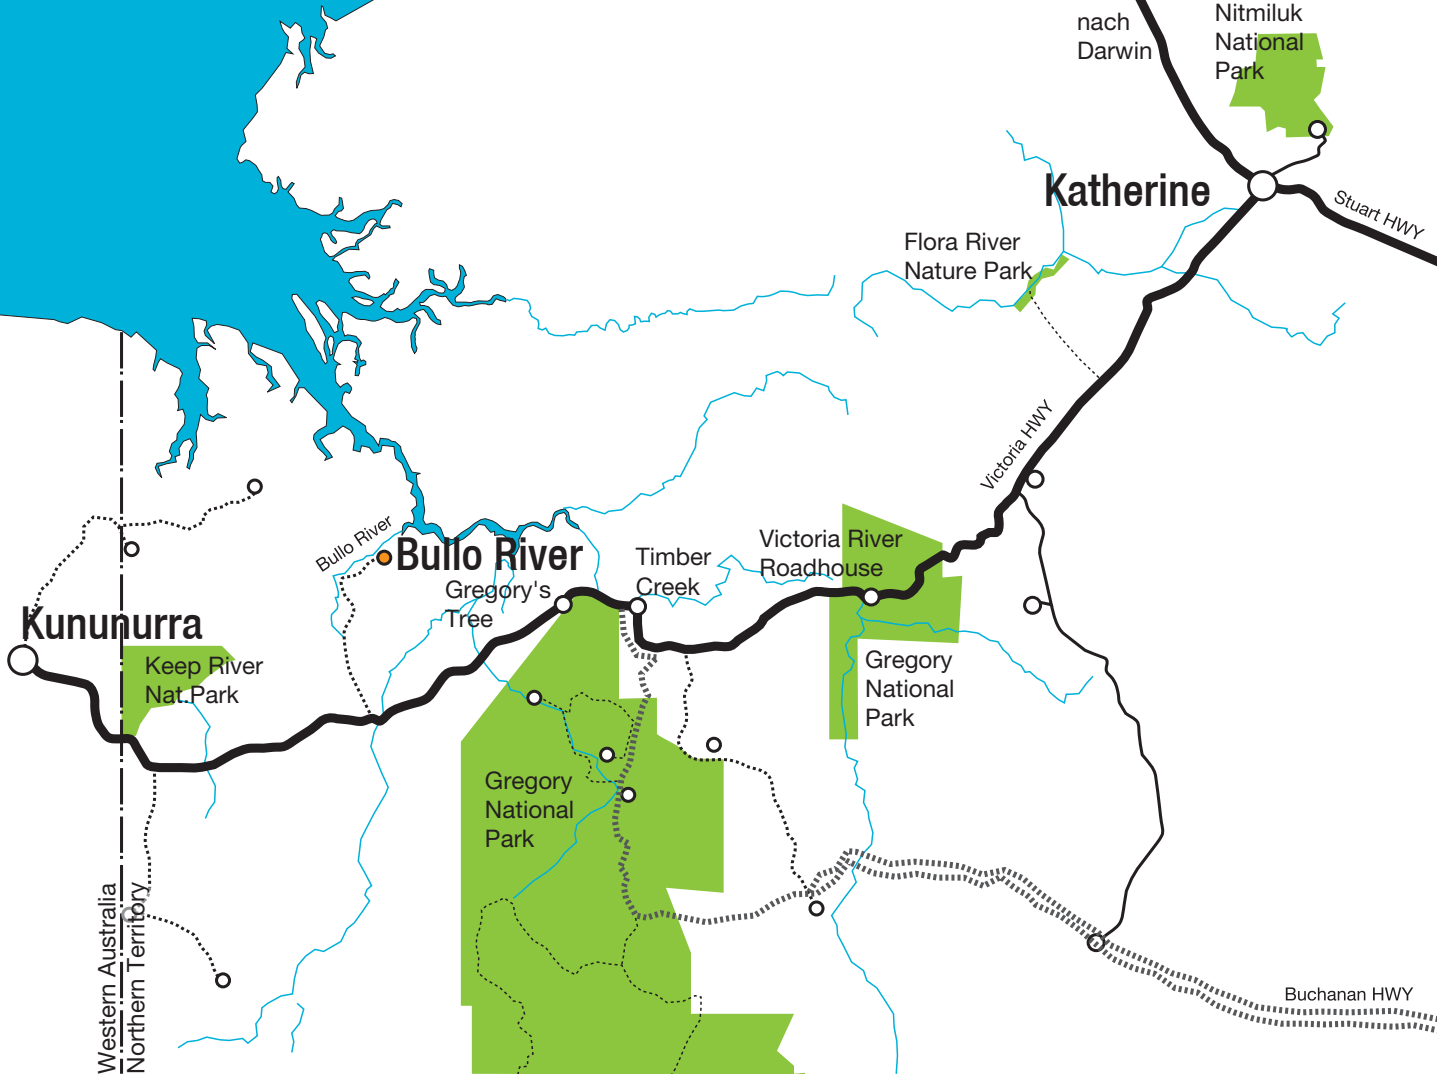 nach
Darwin
Nitmiluk
National
Park
Katherine
Stuart HWY
Flora River
Nature Park
Victoria HWY
Bullo River
Bullo River
Gregory's
Tree
Timber
Creek
Victoria River
Roadhouse
Kununurra
Keep River
Nat.Park
Gregory
National
Park
Gregory
National
Park
Western Australia
Northern Territory
Buchanan HWY